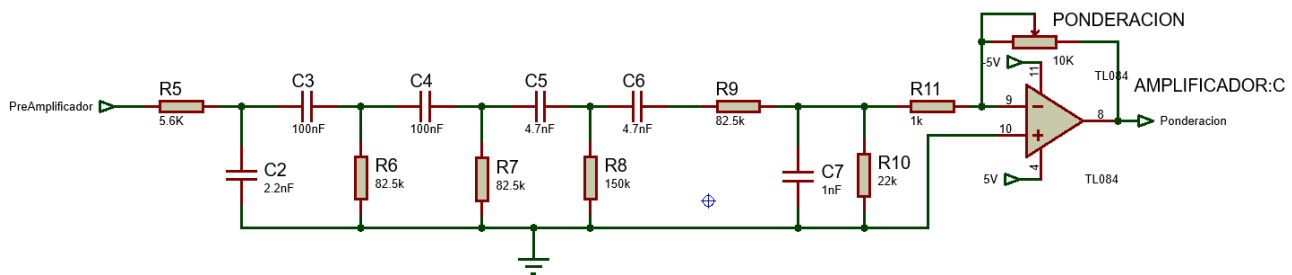 PONDERACION
10K
-5V
11
TL084
AMPLIFICADOR:C
PreAmplificador
R5
5.6K
C3
100nF
C4
100nF
C5
4.7nF
C6
4.7nF
R9
82.5k
R11
1k
9
10
8
4
Ponderacion
C2
2.2nF
R6
82.5k
R7
82.5k
R8
150k
C7
1nF
R10
22k
5V
TL084